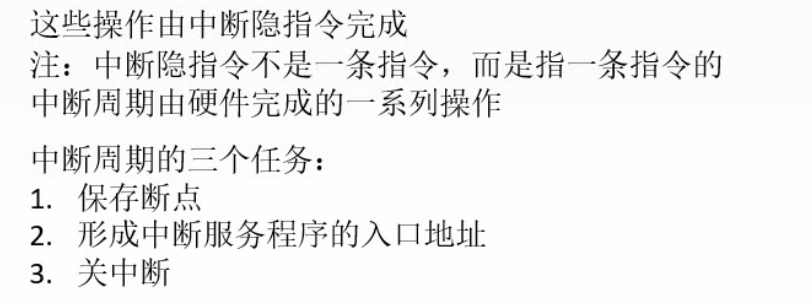 这些操作由中断隐指令完成
注：中断隐指令不是一条指令，而是指一条指令的
中断周期由硬件完成的一系列操作
中断周期的三个任务：
1. 保存断点
2. 形成中断服务程序的入口地址
3. 关中断